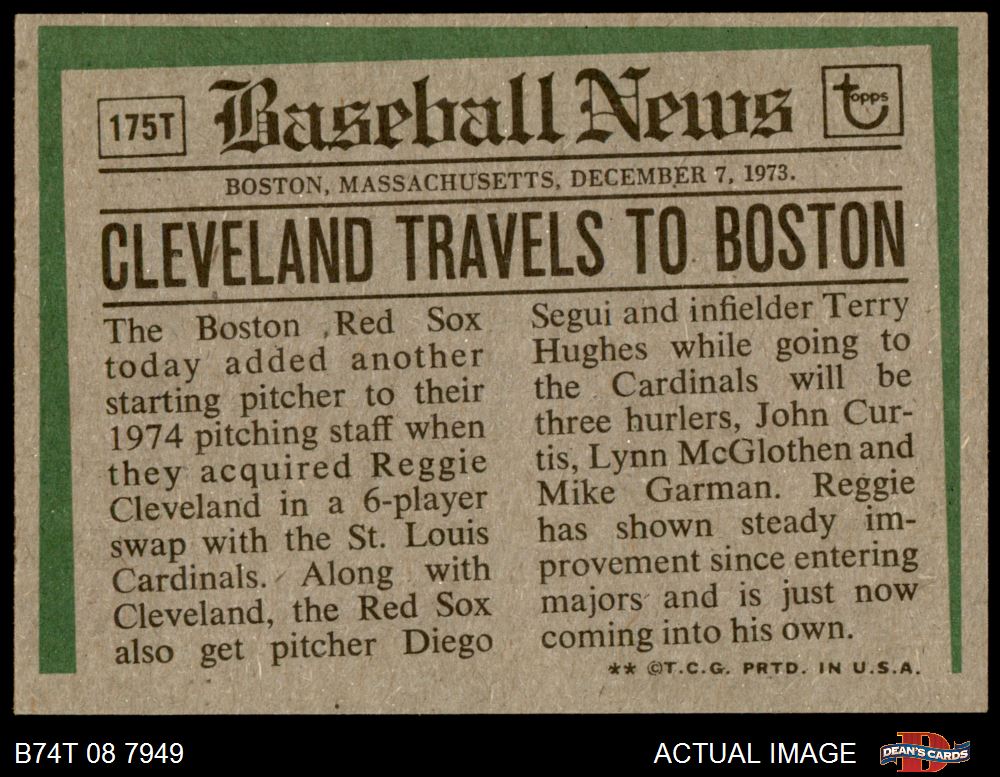 175T
Baseball News
topps
BOSTON, MASSACHUSETTS, DECEMBER 7, 1973.
CLEVELAND TRAVELS TO BOSTON
The Boston Red Sox
today added another
starting pitcher to their
1974 pitching staff when
they acquired Reggie
Cleveland in a 6-player
swap with the St. Louis
Cardinals. Along with
Cleveland, the Red Sox
also get pitcher Diego
Segui and infielder Terry
Hughes while going to
the Cardinals will be
three hurlers, John Cur-
tis, Lynn McGlothen and
Mike Garman. Reggie
has shown steady im-
provement since entering
majors and is just now
coming into his own.
** ©T.C.G. PRTD. IN U.S.A.
B74T 08 7949
ACTUAL IMAGE
DEAN'S CARDS